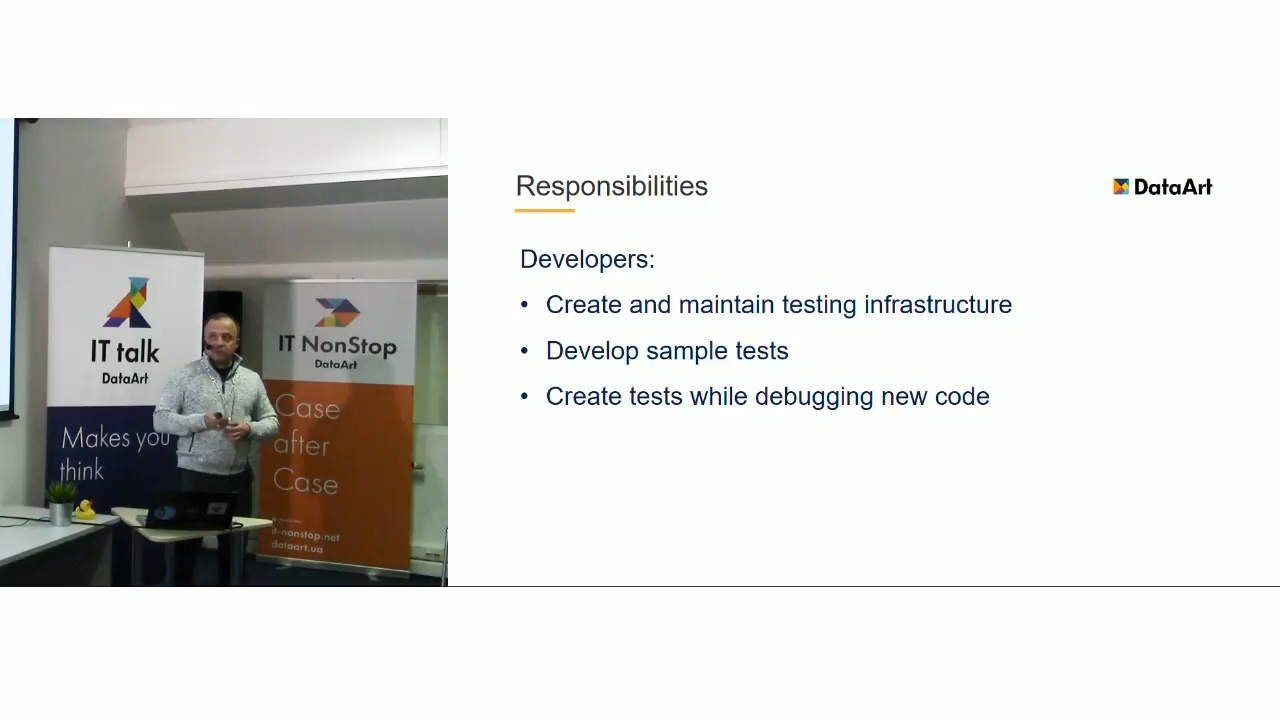 IT talk
DataArt
Makes you
think
IT NonStop
DataArt
Case
after
Case
it-nonstop.net
dataart.ua
Responsibilities
DataArt
Developers:
• Create and maintain testing infrastructure
• Develop sample tests
• Create tests while debugging new code